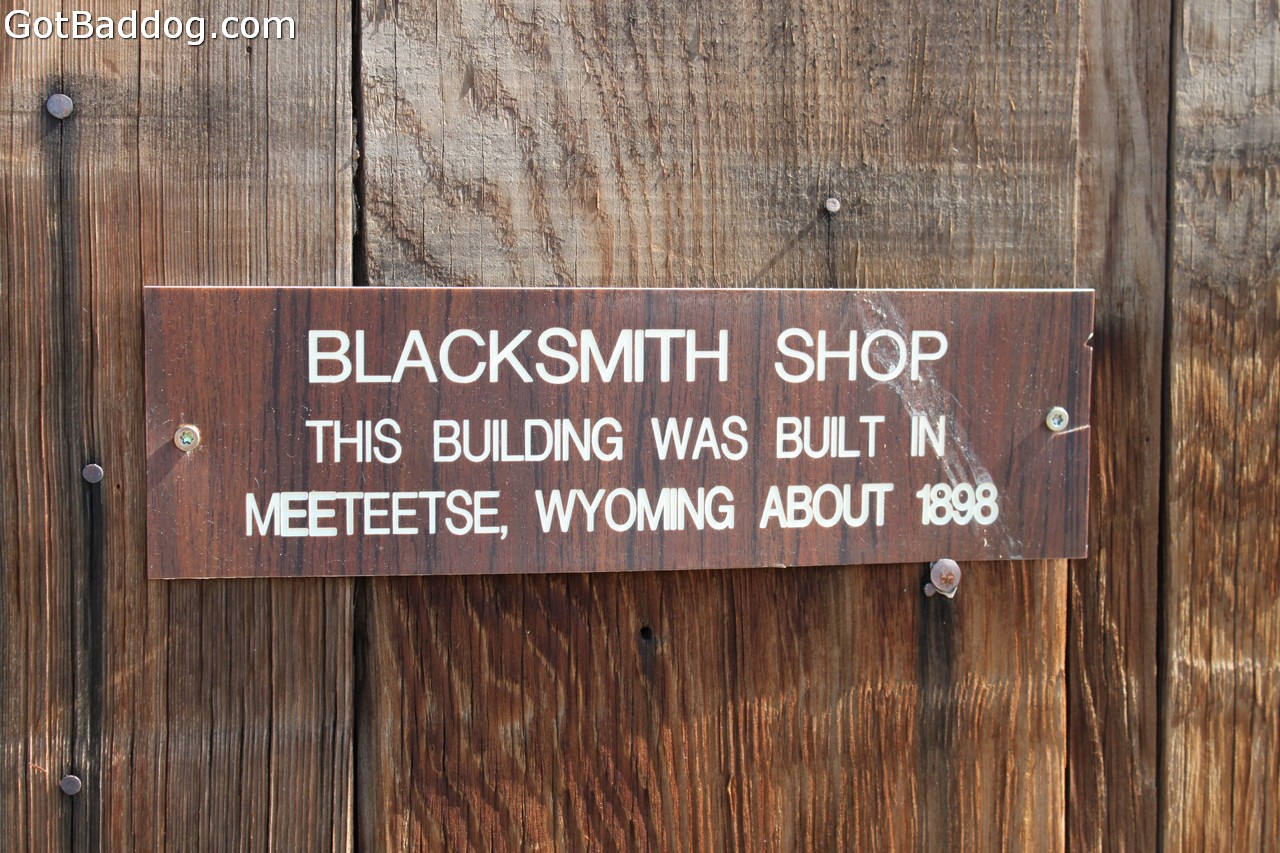 GotBaddog.com
BLACKSMITH SHOP
THIS BUILDING WAS BUILT IN
MEETEETSE, WYOMING ABOUT 1898